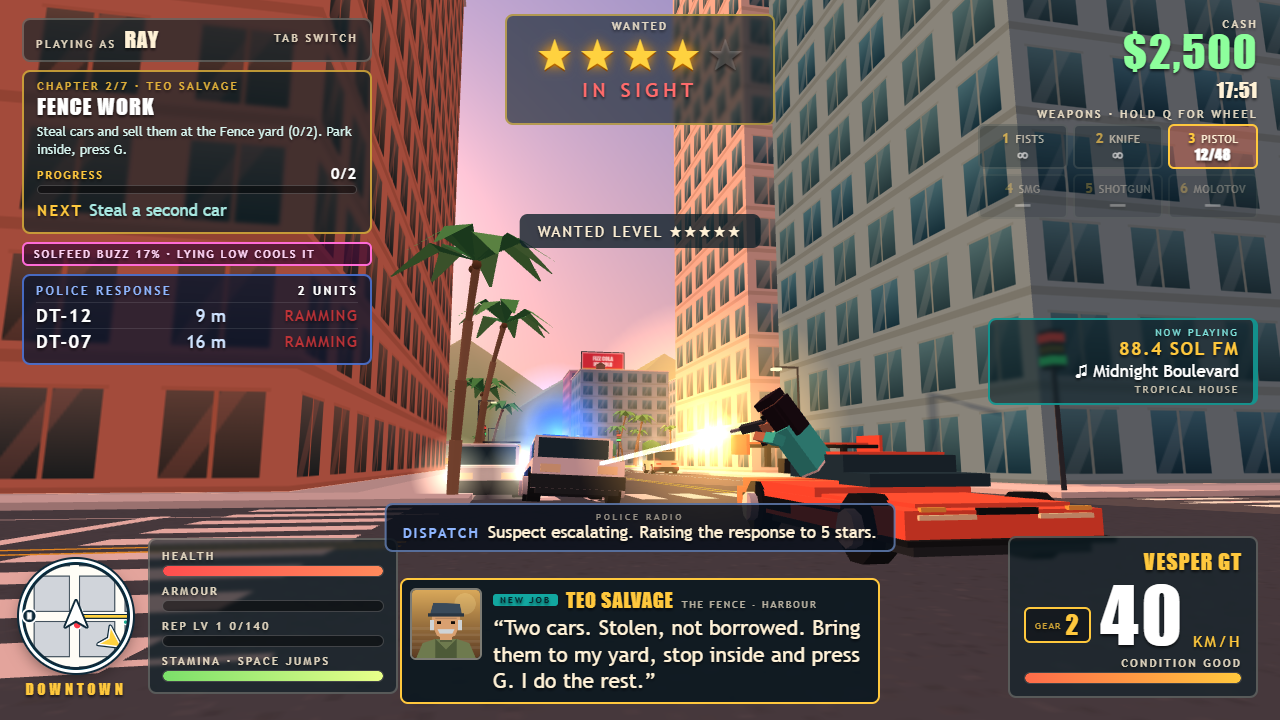 PLAYING AS RAY TAB SWITCH
CHAPTER 2/7 · TEO SALVAGE
FENCE WORK
Steal cars and sell them at the Fence yard (0/2). Park
inside, press G.
PROGRESS 0/2
NEXT Steal a second car
SOLFEED BUZZ 17% · LYING LOW COOLS IT
POLICE RESPONSE 2 UNITS
DT-12 9 m RAMMING
DT-07 16 m RAMMING
WANTED
IN SIGHT
WANTED LEVEL ★★★★★
CASH
$2,500
17:51
WEAPONS · HOLD Q FOR WHEEL
1 FISTS ∞
2 KNIFE ∞
3 PISTOL 12/48
4 SMG —
5 SHOTGUN —
6 MOLOTOV —
NOW PLAYING
88.4 SOL FM
♫ Midnight Boulevard
TROPICAL HOUSE
POLICE RADIO
DISPATCH Suspect escalating. Raising the response to 5 stars.
HEALTH
ARMOUR
REP LV 1 0/140
STAMINA · SPACE JUMPS
DOWNTOWN
NEW JOB TEO SALVAGE THE FENCE · HARBOUR
“Two cars. Stolen, not borrowed. Bring
them to my yard, stop inside and press
G. I do the rest.”
VESPER GT
GEAR 2 40 KM/H
CONDITION GOOD